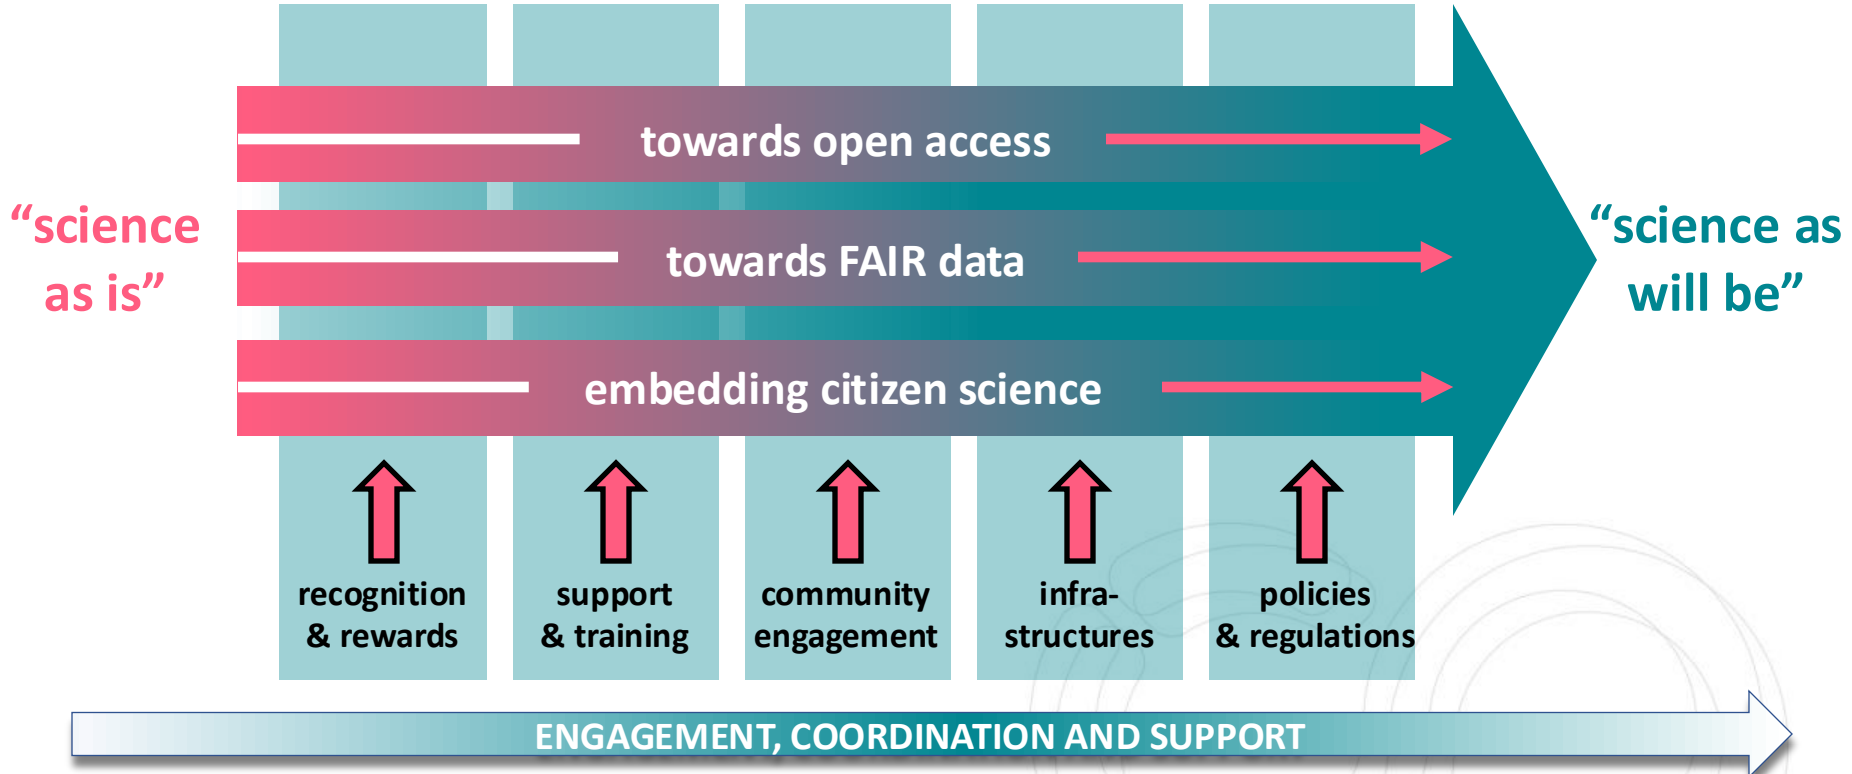 towards open access
“science
as is”
towards FAIR data
“science as
will be”
embedding citizen science
recognition
& rewards
support
& training
community
engagement
infra-
structures
policies
& regulations
ENGAGEMENT, COORDINATION AND SUPPORT